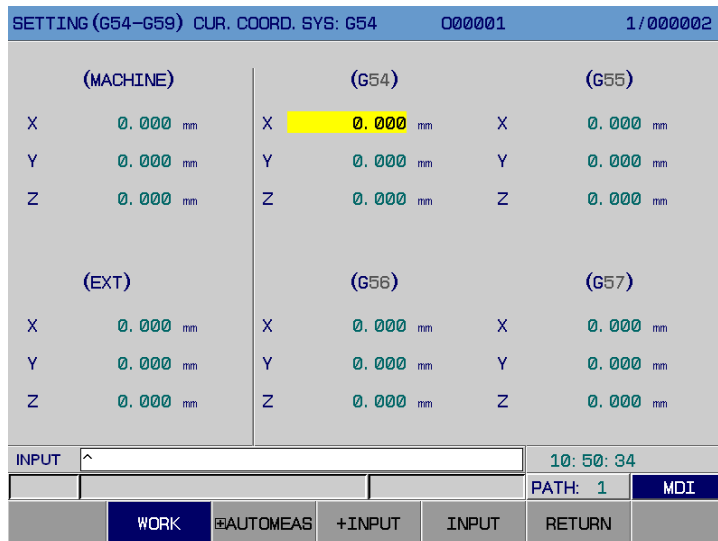 SETTING(G54-G59) CUR. COORD. SYS: G54 O00001 1/000002
(MACHINE) (G54) (G55)
X 0.000 mm X 0.000 mm X 0.000 mm
Y 0.000 mm Y 0.000 mm Y 0.000 mm
Z 0.000 mm Z 0.000 mm Z 0.000 mm
(EXT) (G56) (G57)
X 0.000 mm X 0.000 mm X 0.000 mm
Y 0.000 mm Y 0.000 mm Y 0.000 mm
Z 0.000 mm Z 0.000 mm Z 0.000 mm
INPUT ^ 10:50:34
PATH: 1 MDI
WORK ⊞AUTOMEAS +INPUT INPUT RETURN